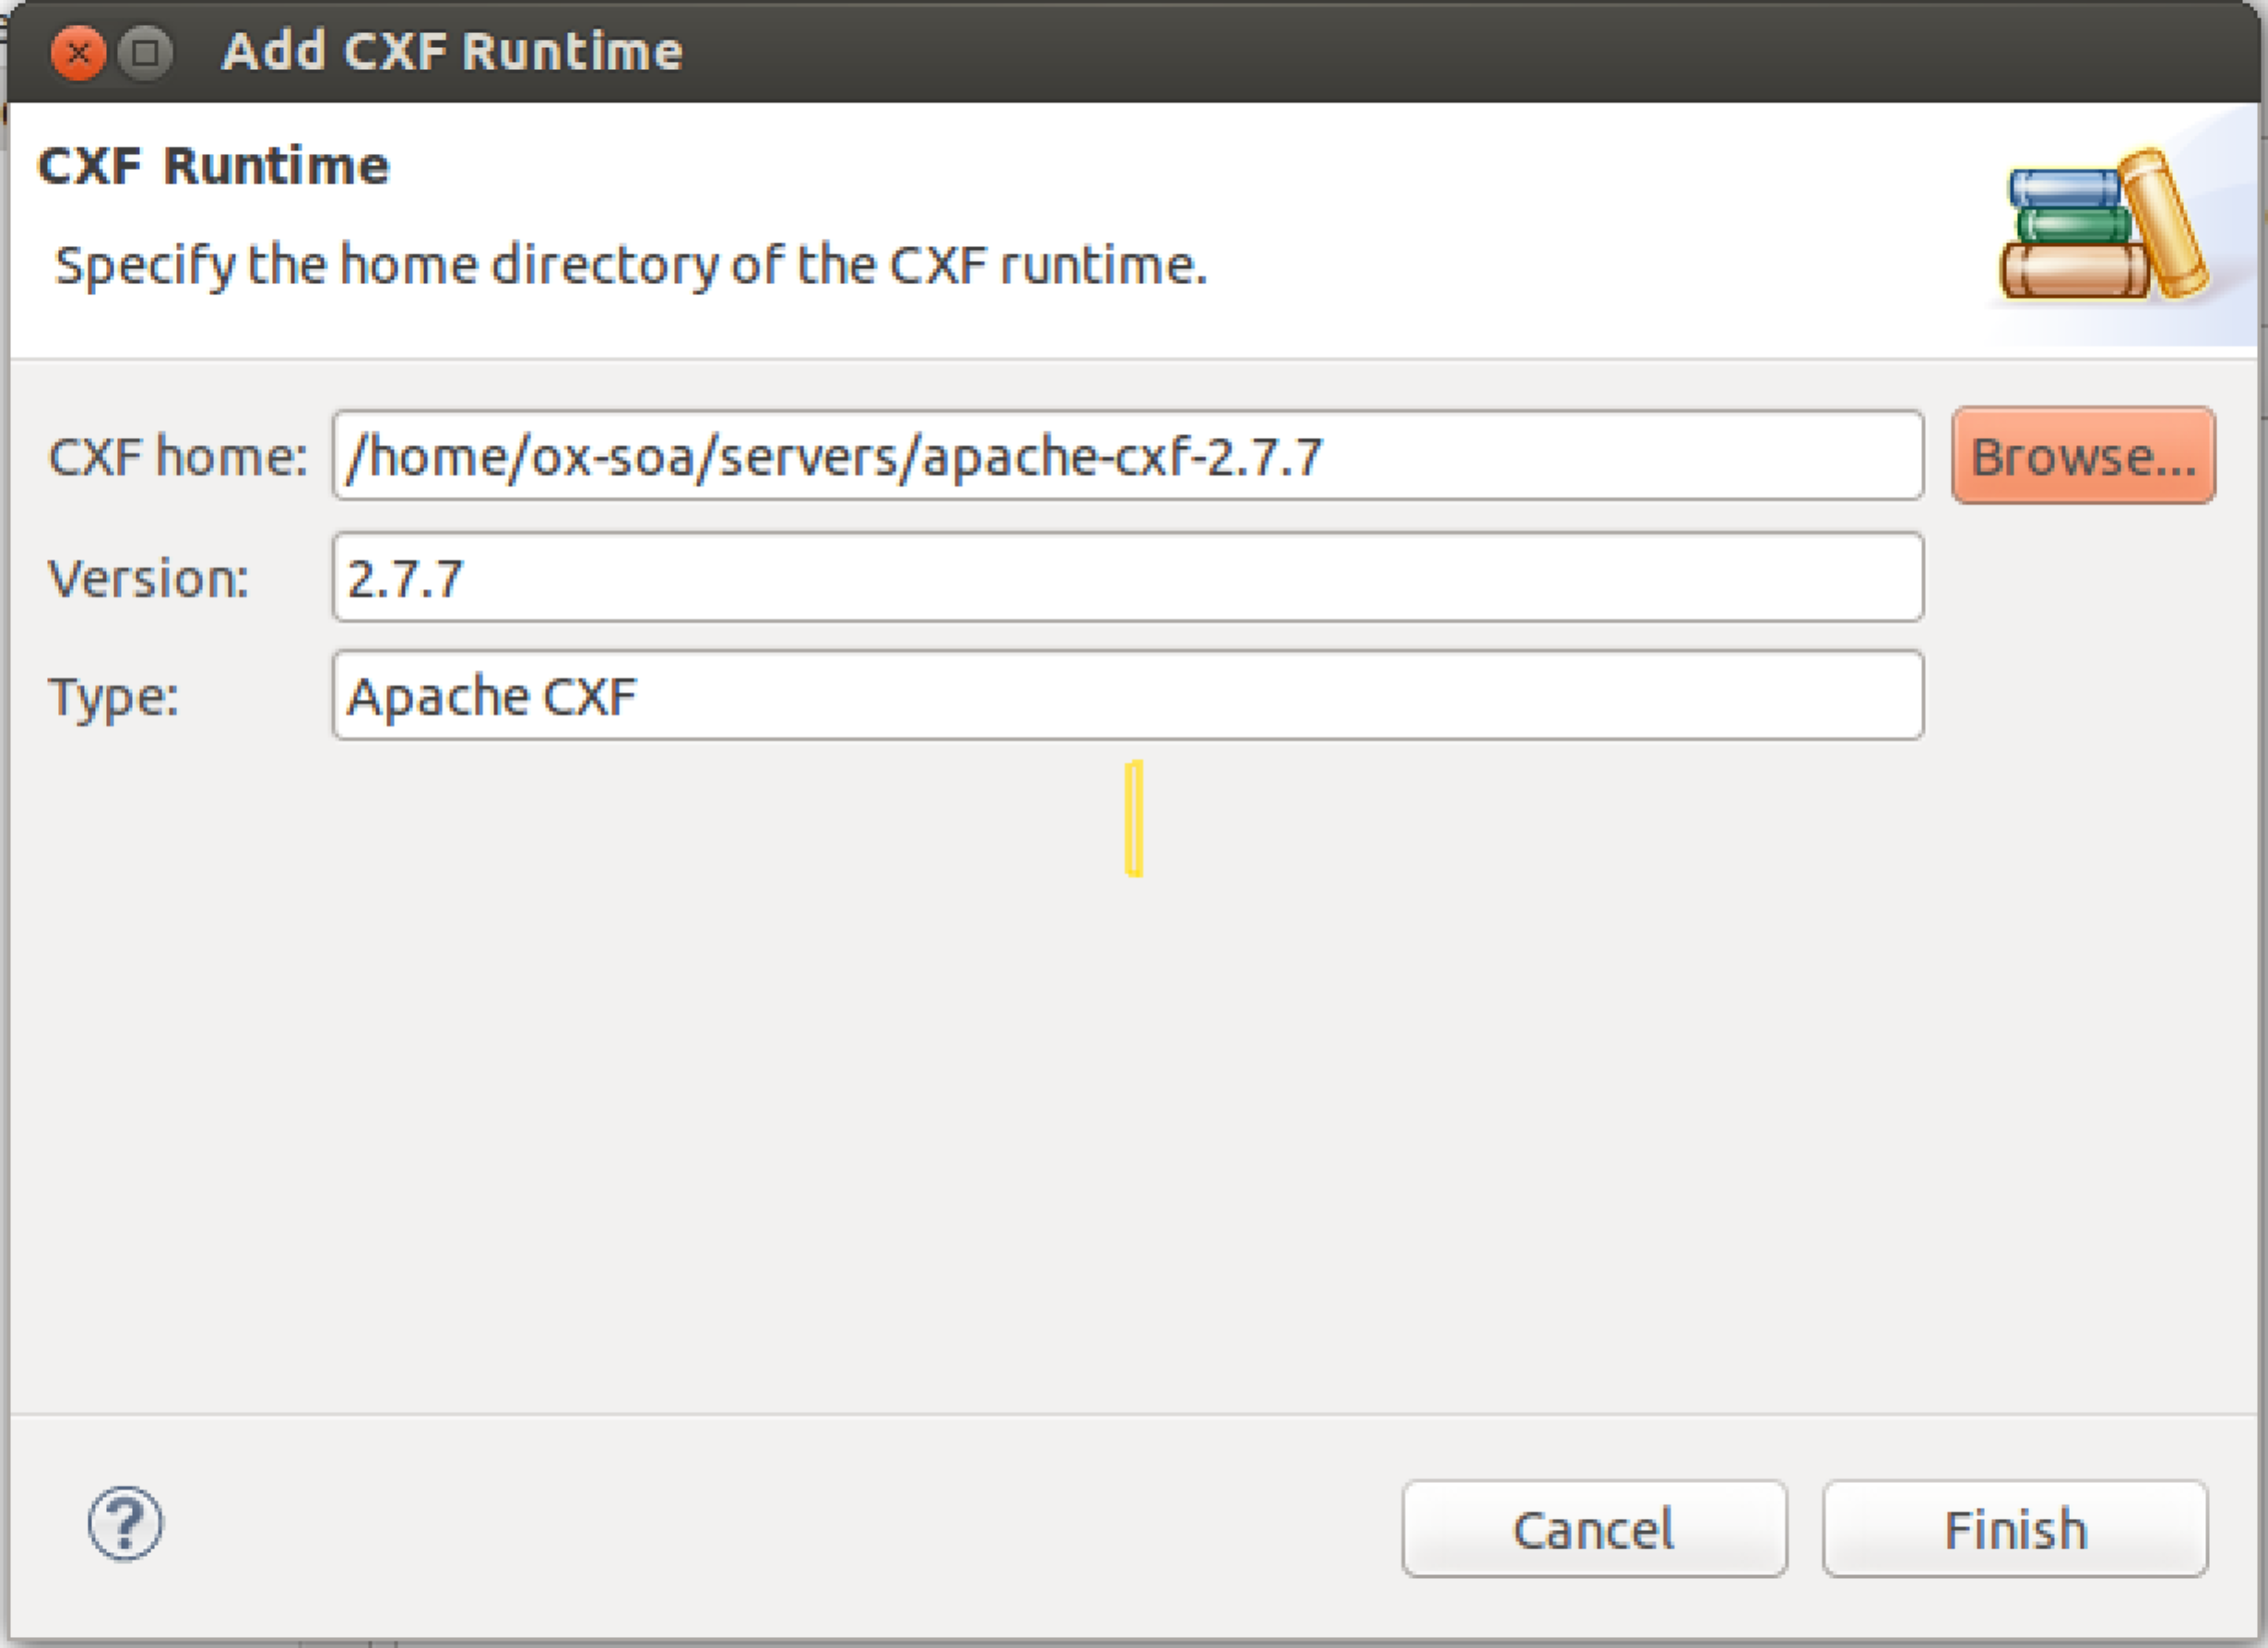 Add CXF Runtime
CXF Runtime
Specify the home directory of the CXF runtime.
CXF home: /home/ox-soa/servers/apache-cxf-2.7.7 Browse...
Version: 2.7.7
Type: Apache CXF
? Cancel Finish